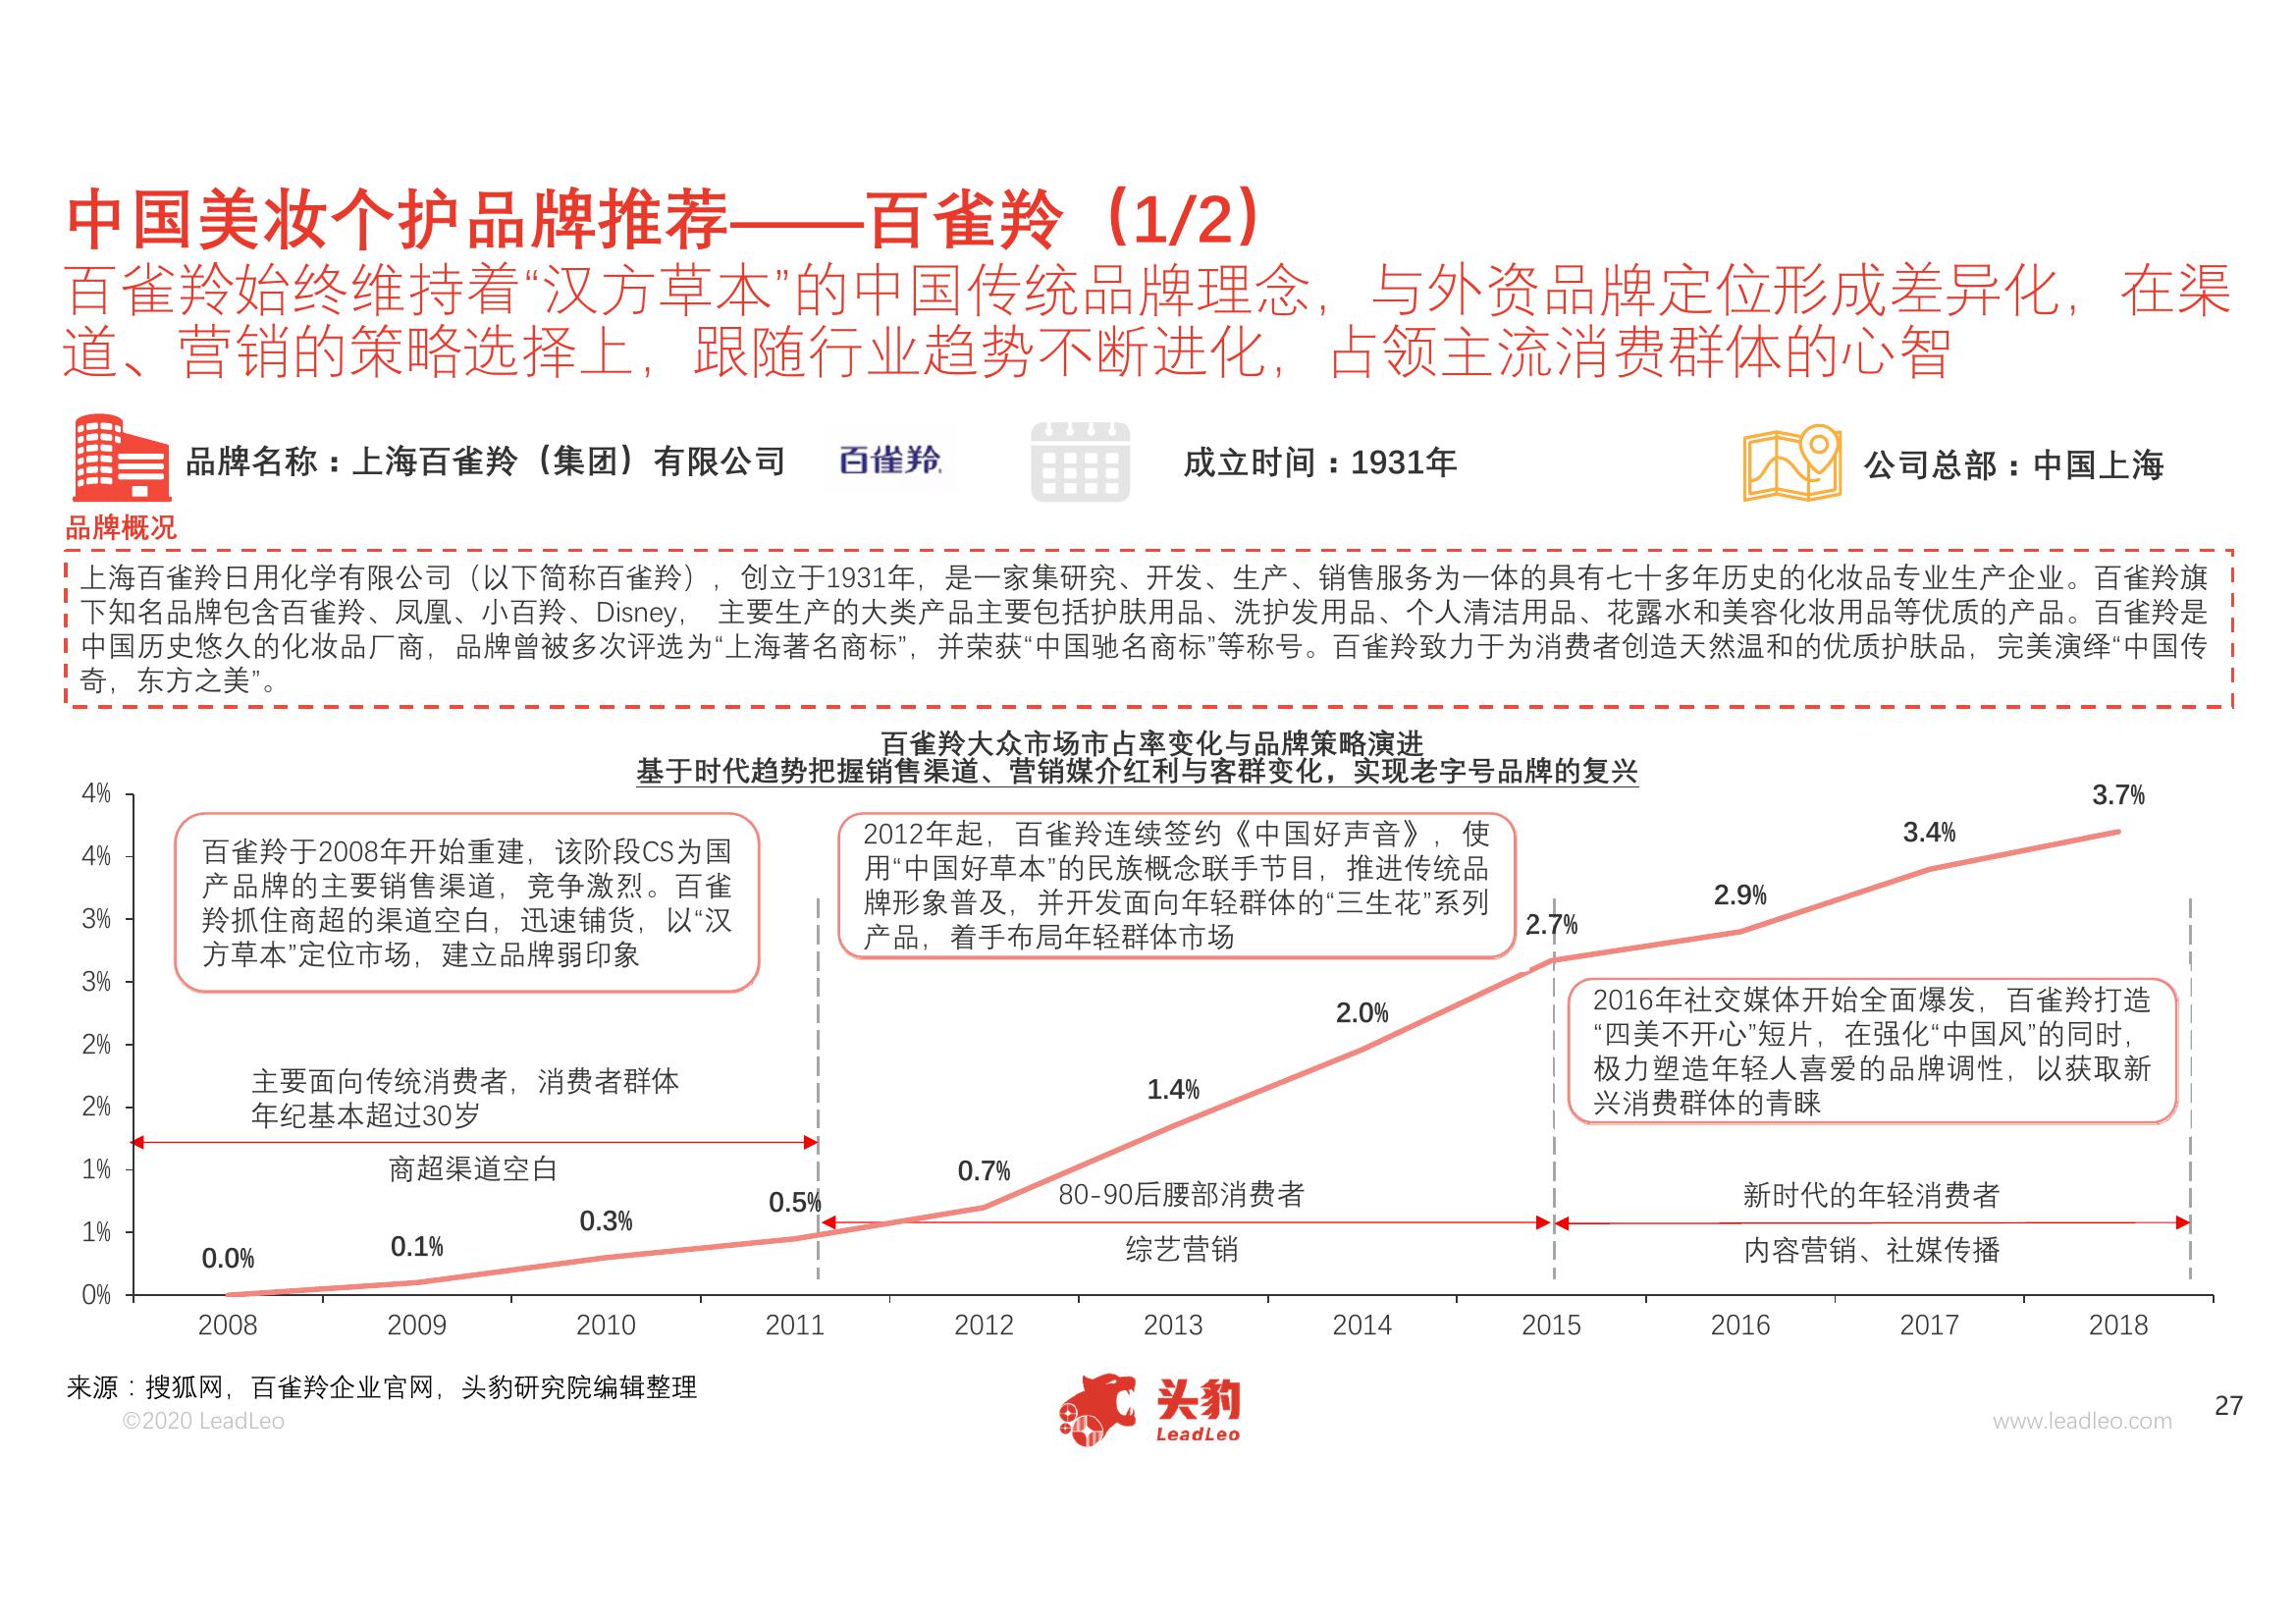 中国美妆个护品牌推荐——百雀羚（1/2）
百雀羚始终维持着“汉方草本”的中国传统品牌理念，与外资品牌定位形成差异化，在渠
道、营销的策略选择上，跟随行业趋势不断进化，占领主流消费群体的心智
品牌名称：上海百雀羚（集团）有限公司
百雀羚
成立时间：1931年
公司总部：中国上海
品牌概况
上海百雀羚日用化学有限公司（以下简称百雀羚），创立于1931年，是一家集研究、开发、生产、销售服务为一体的具有七十多年历史的化妆品专业生产企业。百雀羚旗
下知名品牌包含百雀羚、凤凰、小百羚、Disney， 主要生产的大类产品主要包括护肤用品、洗护发用品、个人清洁用品、花露水和美容化妆用品等优质的产品。百雀羚是
中国历史悠久的化妆品厂商，品牌曾被多次评选为“上海著名商标”，并荣获“中国驰名商标”等称号。百雀羚致力于为消费者创造天然温和的优质护肤品，完美演绎“中国传
奇，东方之美”。
百雀羚大众市场市占率变化与品牌策略演进
基于时代趋势把握销售渠道、营销媒介红利与客群变化，实现老字号品牌的复兴
4%
4%
3%
3%
2%
2%
1%
1%
0%
百雀羚于2008年开始重建，该阶段CS为国
产品牌的主要销售渠道，竞争激烈。百雀
羚抓住商超的渠道空白，迅速铺货，以“汉
方草本”定位市场，建立品牌弱印象
主要面向传统消费者，消费者群体
年纪基本超过30岁
商超渠道空白
2012年起，百雀羚连续签约《中国好声音》，使
用“中国好草本”的民族概念联手节目，推进传统品
牌形象普及，并开发面向年轻群体的“三生花”系列
产品，着手布局年轻群体市场
80-90后腰部消费者
综艺营销
2016年社交媒体开始全面爆发，百雀羚打造
“四美不开心”短片，在强化“中国风”的同时，
极力塑造年轻人喜爱的品牌调性，以获取新
兴消费群体的青睐
新时代的年轻消费者
内容营销、社媒传播
0.0%
0.1%
0.3%
0.5%
0.7%
1.4%
2.0%
2.7%
2.9%
3.4%
3.7%
2008
2009
2010
2011
2012
2013
2014
2015
2016
2017
2018
来源：搜狐网，百雀羚企业官网，头豹研究院编辑整理
©2020 LeadLeo
头豹
LeadLeo
www.leadleo.com
27